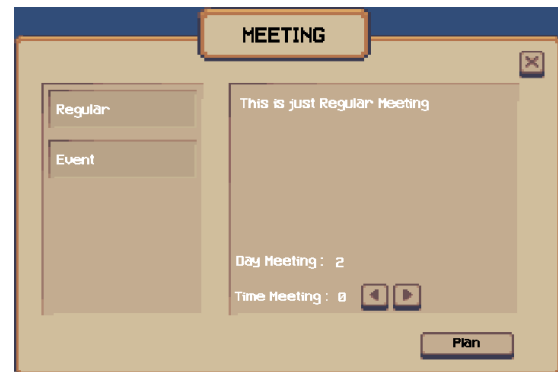 MEETING
Regular
Event
This is just Regular Meeting
Day Meeting : 2
Time Meeting : 0
Plan